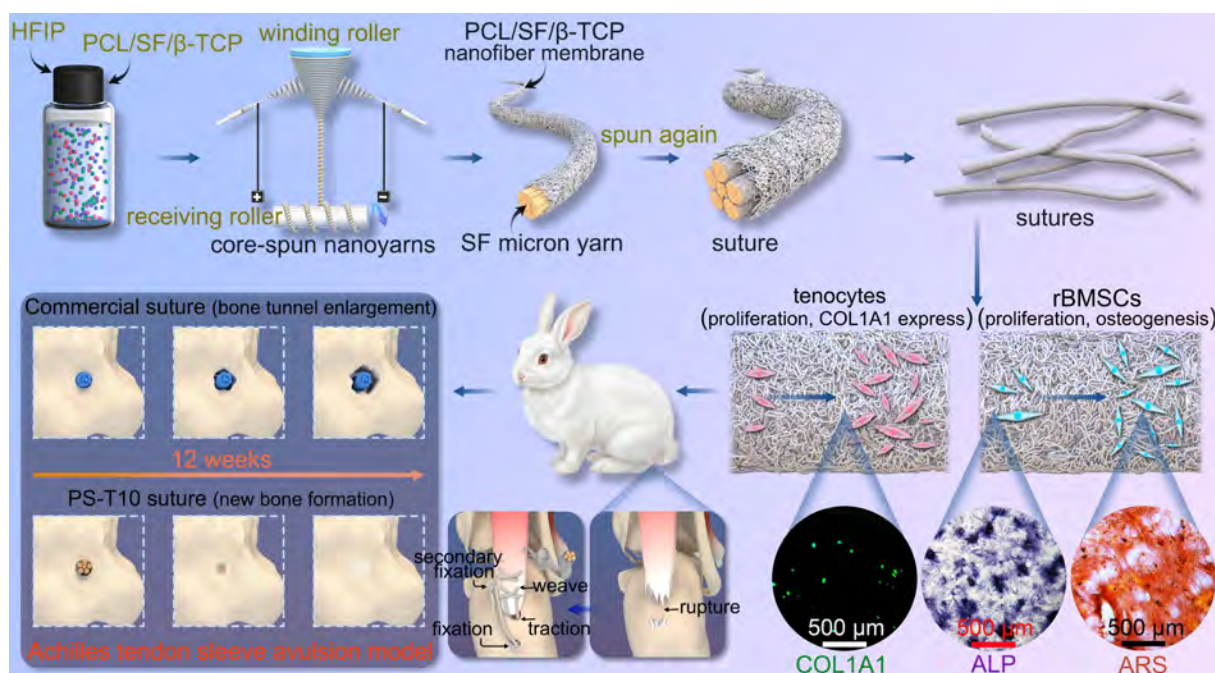 HFIP
PCL/SF/β-TCP
winding roller
PCL/SF/β-TCP
nanofiber membrane
spun again
+
-
receiving roller
core-spun nanoyarns
SF micron yarn
suture
sutures
Commercial suture (bone tunnel enlargement)
12 weeks
PS-T10 suture (new bone formation)
Achilles tendon sleeve avulsion model
secondary
fixation
weave
fixation
traction
rupture
tenocytes
(proliferation, COL1A1 express)
rBMSCs
(proliferation, osteogenesis)
500 μm
COL1A1
500 μm
ALP
500 μm
ARS